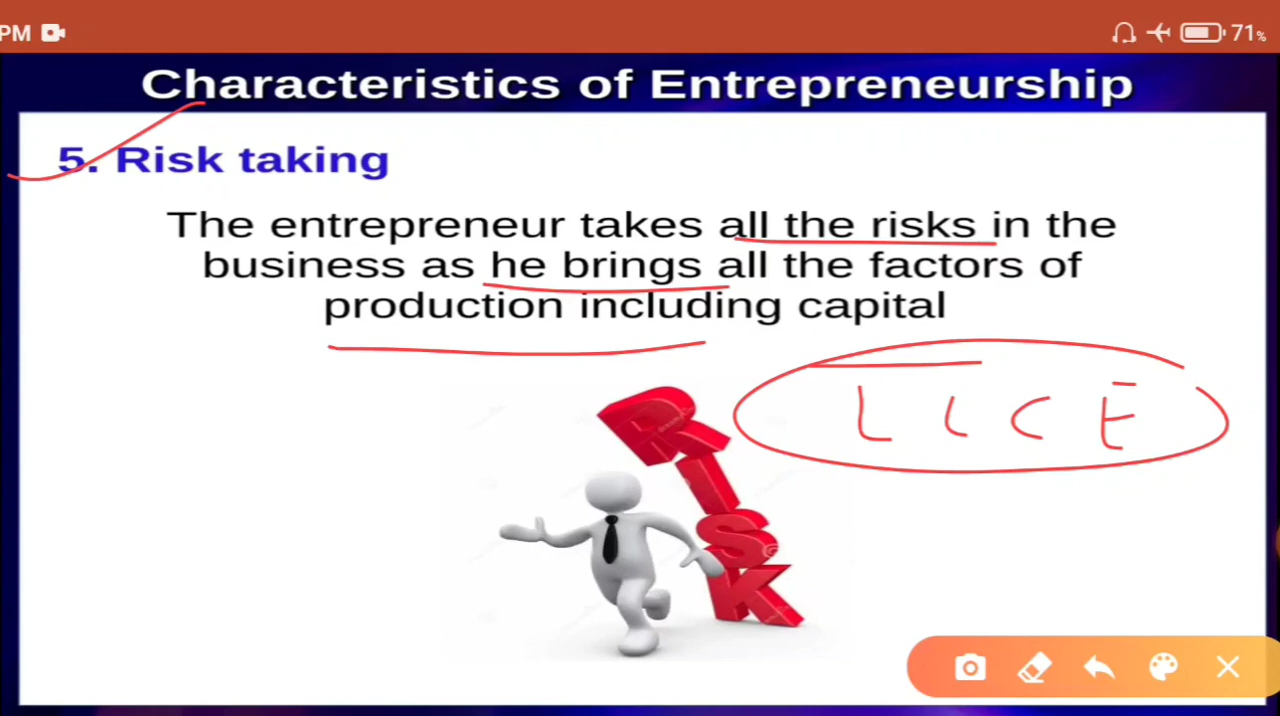 PM
71%
Characteristics of Entrepreneurship
5. Risk taking
The entrepreneur takes all the risks in the
business as he brings all the factors of
production including capital
L L C E
RISK